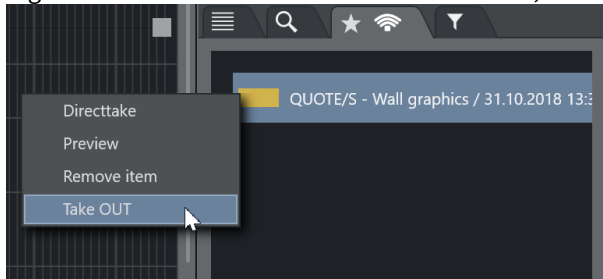 QUOTE/S - Wall graphics / 31.10.2018 13:3
Directtake
Preview
Remove item
Take OUT